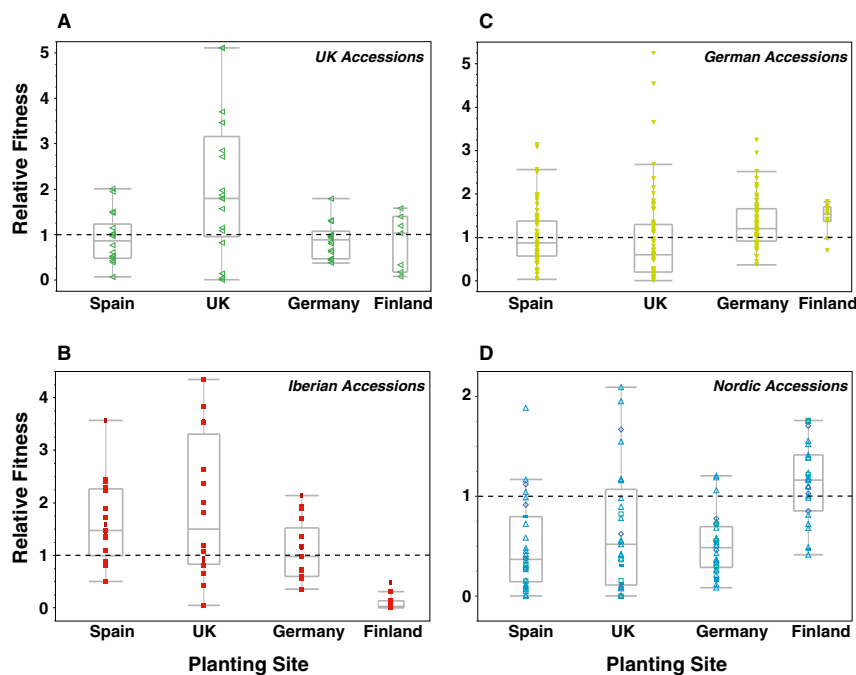 A
UK Accessions
Relative Fitness
5
4
3
2
1
0
Spain UK Germany Finland
C
German Accessions
5
4
3
2
1
0
Spain UK Germany Finland
B
Iberian Accessions
Relative Fitness
4
3
2
1
0
Spain UK Germany Finland
Planting Site
D
Nordic Accessions
2
1
0
Spain UK Germany Finland
Planting Site